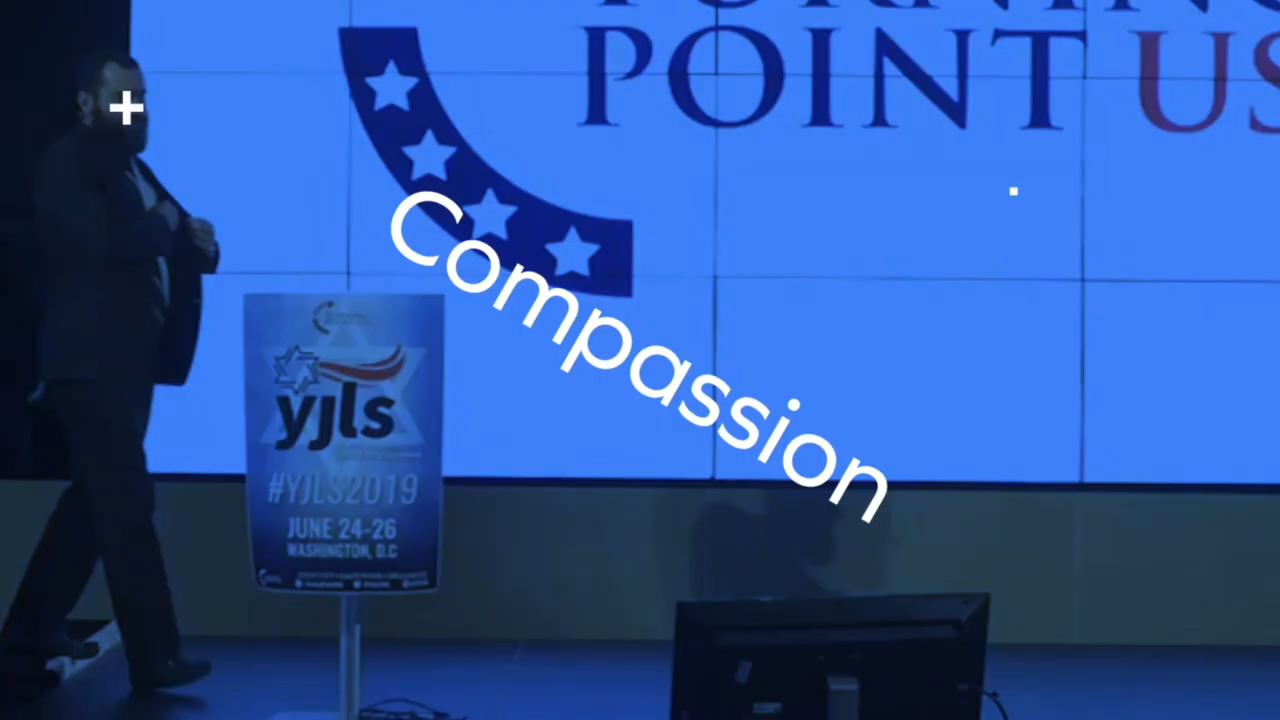 POINT US
Compassion
yjls
#YJLS2019
JUNE 24-26
WASHINGTON, D.C